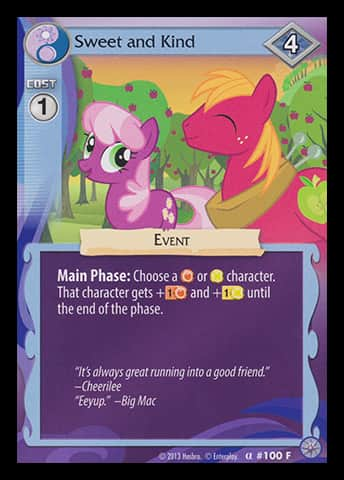 Sweet and Kind
4
COST
1
EVENT
Main Phase: Choose a or character.
That character gets +1 and +1 until
the end of the phase.
"It's always great running into a good friend."
–Cheerilee
"Eeyup." –Big Mac
© 2013 Hasbro. © Enterplay. α #100 F